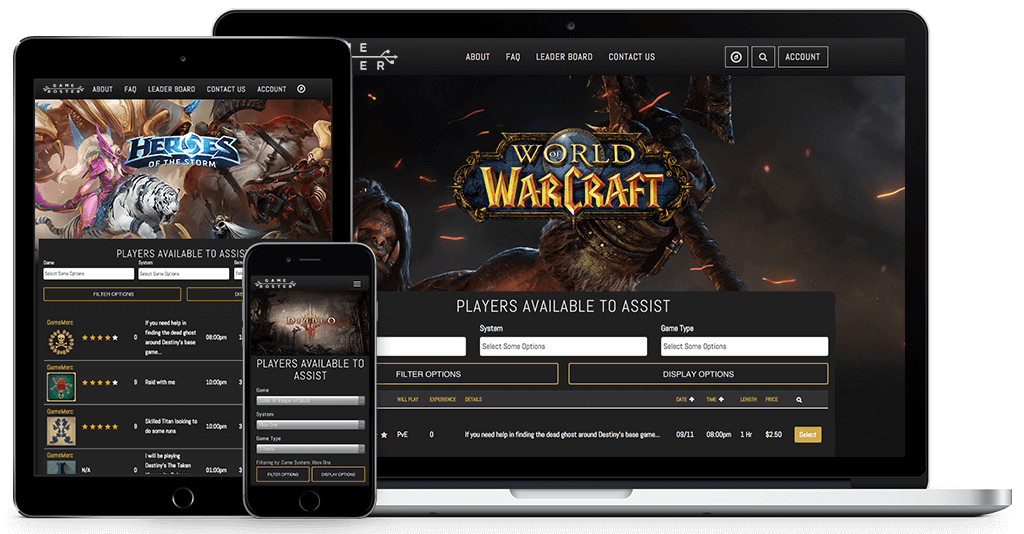 GAME
ROSTER
ABOUT
FAQ
LEADER BOARD
CONTACT US
ACCOUNT
HEROES
OF THE STORM
PLAYERS AVAILABLE TO ASSIST
Game
System
Select Some Options
Select Some Options
FILTER OPTIONS
GameMerc
0
If you need help in
finding the dead ghost
around Destiny's base
game...
08:00pm
GameMerc
9
Raid with me
10:00pm
GameMerc
9
Skilled Titan looking to
do some runs
10:00pm
GameMerc
N/A
0
I will be playing
Destiny's The Taken
01:00pm
GAME
ROSTER
DIABLO
PLAYERS AVAILABLE TO
ASSIST
Game
System
Xbox One
Game Type
Filtering by: Game System: Xbox One
FILTER OPTIONS
DISPLAY OPTIONS
ABOUT
FAQ
LEADER BOARD
CONTACT US
ACCOUNT
WORLD
OF
WARCRAFT
PLAYERS AVAILABLE TO ASSIST
System
Game Type
Select Some Options
Select Some Options
FILTER OPTIONS
DISPLAY OPTIONS
WILL PLAY
EXPERIENCE
DETAILS
DATE
TIME
LENGTH
PRICE
PvE
0
If you need help in finding the dead ghost around Destiny's base game...
09/11
08:00pm
1 Hr
$2.50
Select